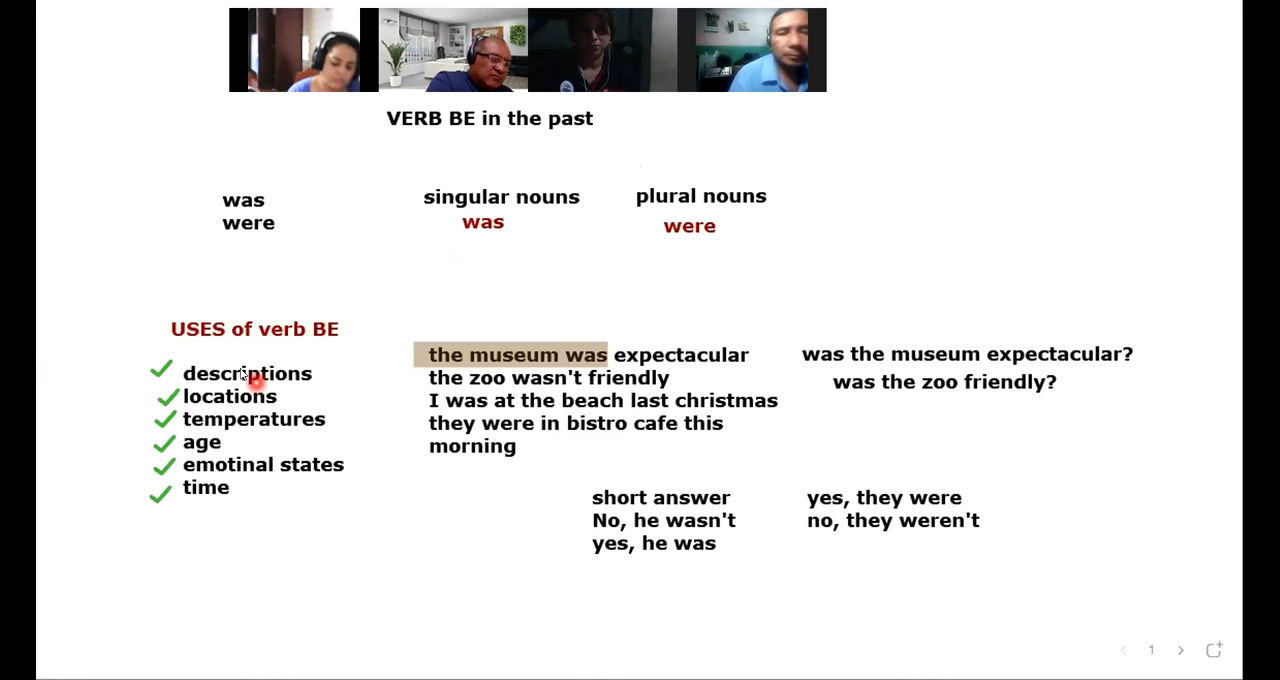 VERB BE in the past
was
were
singular nouns
was
plural nouns
were
USES of verb BE
descriptions
locations
temperatures
age
emotinal states
time
the museum was expectacular
the zoo wasn't friendly
I was at the beach last christmas
they were in bistro cafe this
morning
was the museum expectacular?
was the zoo friendly?
short answer
No, he wasn't
yes, he was
yes, they were
no, they weren't
1